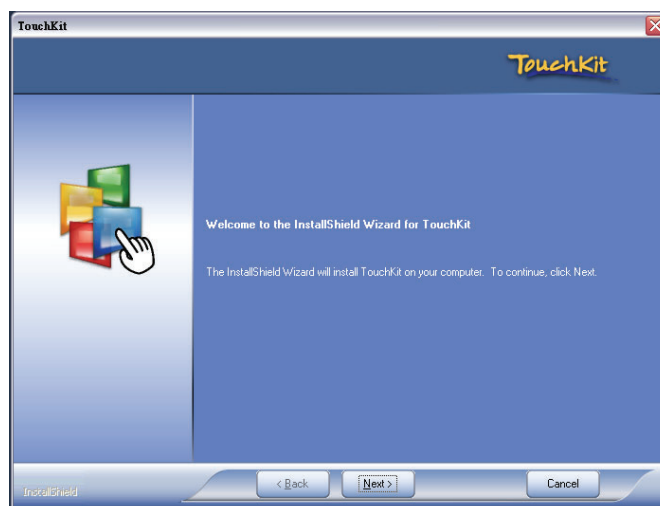 TouchKit
TouchKit
Welcome to the InstallShield Wizard for TouchKit
The InstallShield Wizard will install TouchKit on your computer. To continue, click Next.
InstallShield
< Back
Next >
Cancel